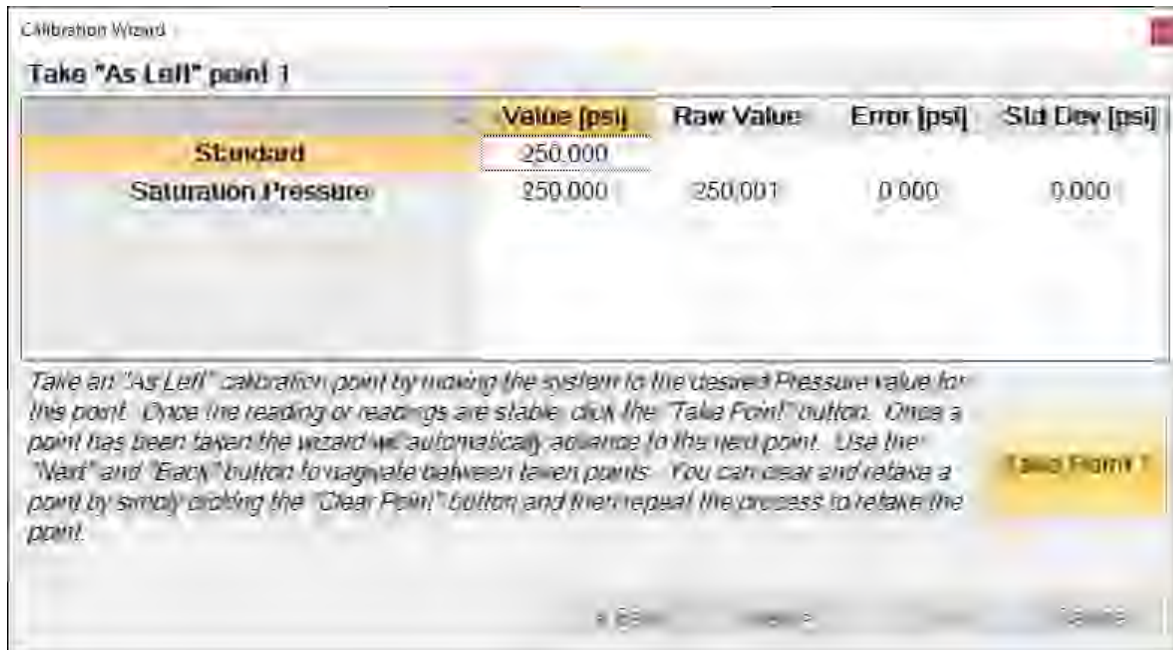 Calibration Wizard
Take "As Left" point 1
Value [psi] Raw Value Error [psi] Std Dev [psi]
Standard 250.000
Saturation Pressure 250.000 250.001 0.000 0.000
Take an "As Left" calibration point by moving the system to the desired Pressure value for
this point. Once the reading or readings are stable, click the "Take Point" button. Once a
point has been taken the wizard will automatically advance to the next point. Use the
"Next" and "Back" button to nagivate between taken points. You can clear and retake a
point by simply clicking the "Clear Point" button and then repeat the process to retake the
point.
Take Point 1